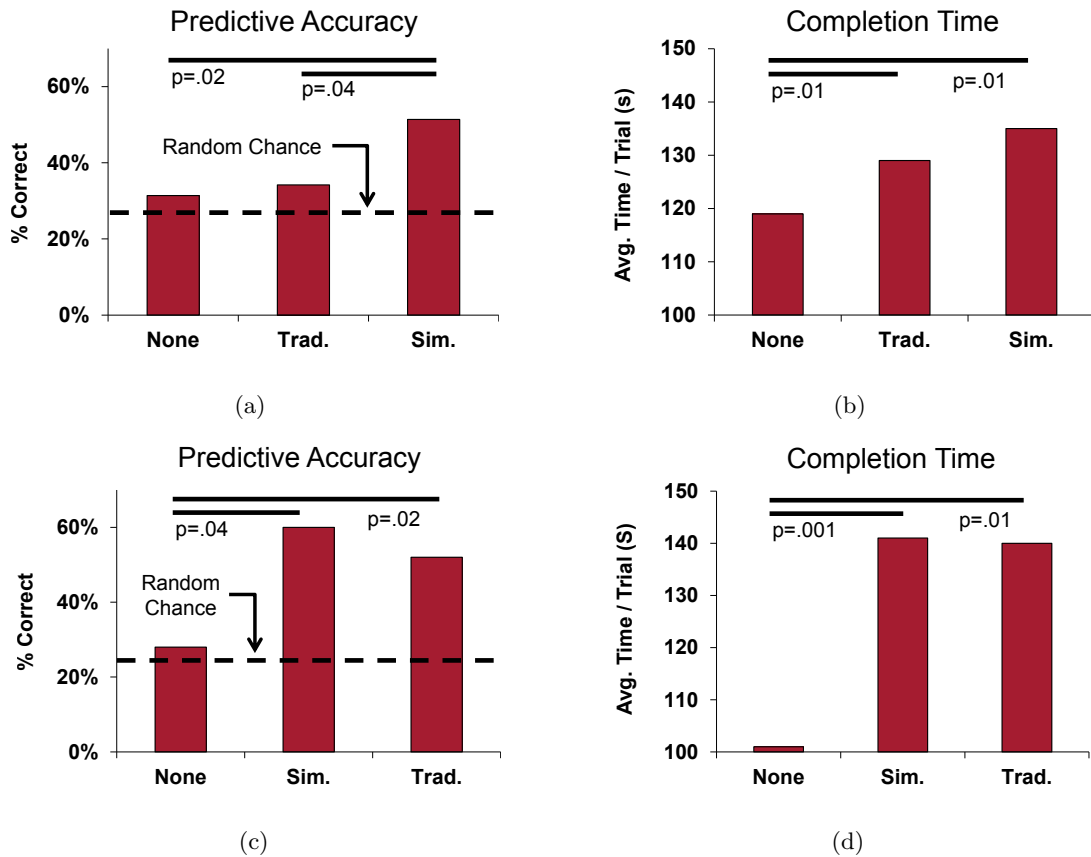 Predictive Accuracy
60%
40%
20%
0%
% Correct
p=.02
p=.04
Random Chance
None Trad. Sim.
(a)
Completion Time
150
140
130
120
110
100
Avg. Time / Trial (s)
p=.01
p=.01
None Trad. Sim.
(b)
Predictive Accuracy
60%
40%
20%
0%
% Correct
p=.04
p=.02
Random
Chance
None Sim. Trad.
(c)
Completion Time
150
140
130
120
110
100
Avg. Time / Trial (S)
p=.001
p=.01
None Sim. Trad.
(d)